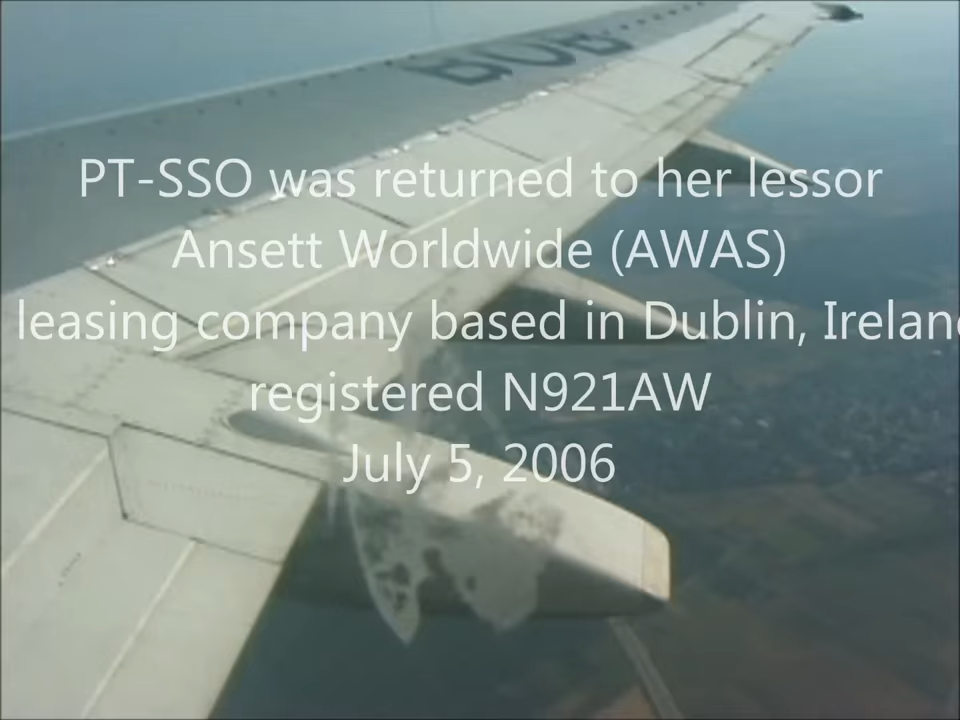 PT-SSO was returned to her lessor
Ansett Worldwide (AWAS)
leasing company based in Dublin, Ireland
registered N921AW
July 5, 2006